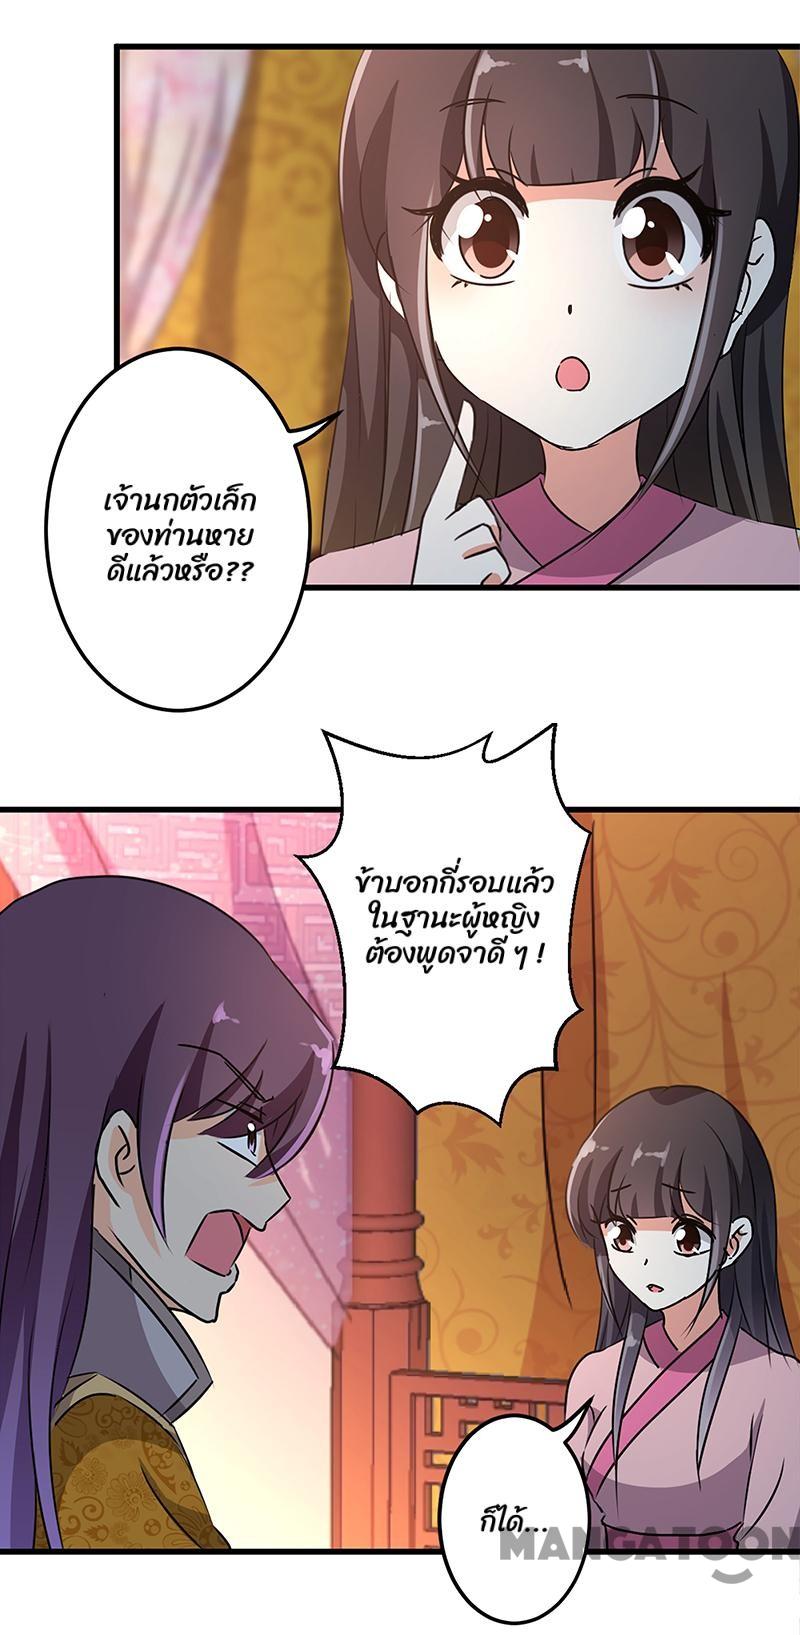 เจ้านกตัวเล็ก
ของท่านหาย
ดีแล้วหรือ??
ข้าบอกกี่รอบแล้ว
ในฐานะผู้หญิง
ต้องพูดจาดี ๆ !
ก็ได้...
MANGATOON